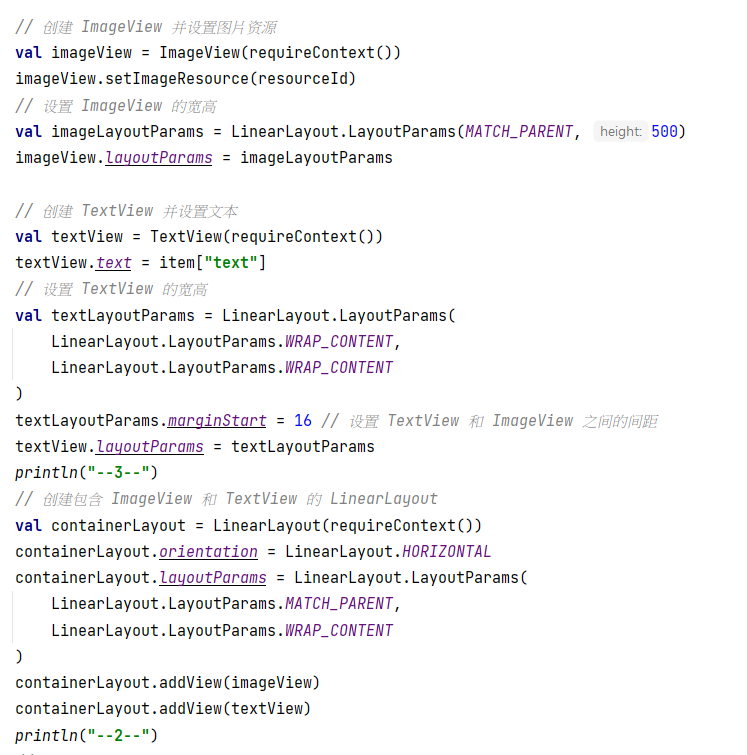 // 创建 ImageView 并设置图片资源
val imageView = ImageView(requireContext())
imageView.setImageResource(resourceId)
// 设置 ImageView 的宽高
val imageLayoutParams = LinearLayout.LayoutParams(MATCH_PARENT, height: 500)
imageView.layoutParams = imageLayoutParams

// 创建 TextView 并设置文本
val textView = TextView(requireContext())
textView.text = item["text"]
// 设置 TextView 的宽高
val textLayoutParams = LinearLayout.LayoutParams(
    LinearLayout.LayoutParams.WRAP_CONTENT,
    LinearLayout.LayoutParams.WRAP_CONTENT
)
textLayoutParams.marginStart = 16 // 设置 TextView 和 ImageView 之间的间距
textView.layoutParams = textLayoutParams
println("--3--")
// 创建包含 ImageView 和 TextView 的 LinearLayout
val containerLayout = LinearLayout(requireContext())
containerLayout.orientation = LinearLayout.HORIZONTAL
containerLayout.layoutParams = LinearLayout.LayoutParams(
    LinearLayout.LayoutParams.MATCH_PARENT,
    LinearLayout.LayoutParams.WRAP_CONTENT
)
containerLayout.addView(imageView)
containerLayout.addView(textView)
println("--2--")